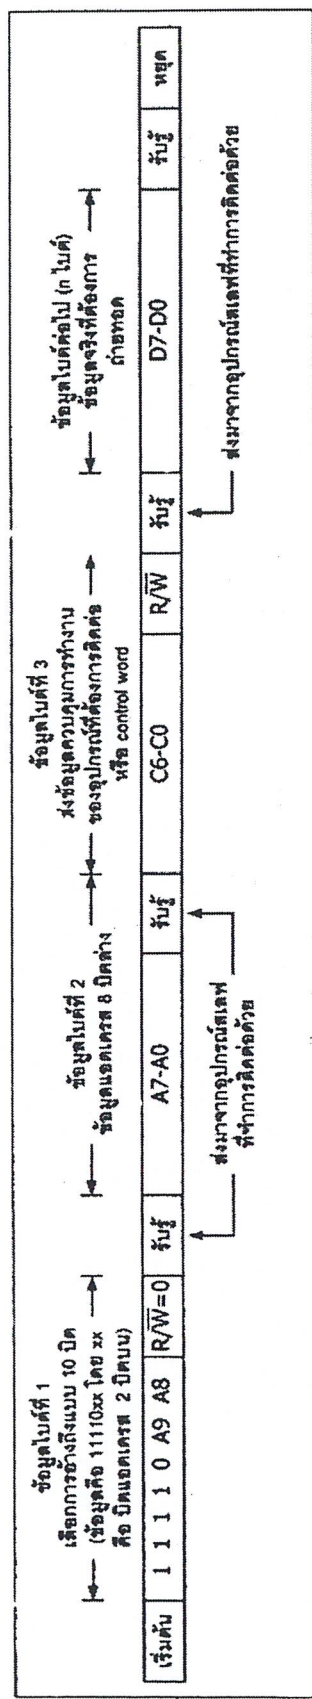 ข้อมูลไบต์ที่ 1
เลือกการอ้างถึงแบบ 10 บิต
(ข้อมูลคือ 11110xx โดย xx
คือ บิตแอดเดรส 2 บิตบน)
ข้อมูลไบต์ที่ 2
ข้อมูลแอดเดรส 8 บิตล่าง
ข้อมูลไบต์ที่ 3
ส่งข้อมูลควบคุมการทำงาน
ของอุปกรณ์ที่ต้องการติดต่อ
หรือ control word
ข้อมูลไบต์ต่อไป (n ไบต์)
ข้อมูลจริงที่ต้องการ
ถ่ายทอด
เริ่มต้น 1 1 1 1 0 A9 A8 R/W̅=0 รับรู้ A7-A0 รับรู้ C6-C0 R/W̅ รับรู้ D7-D0 รับรู้ หยุด
ส่งมาจากอุปกรณ์สเลฟ
ที่ทำการติดต่อด้วย
ส่งมาจากอุปกรณ์สเลฟที่ทำการติดต่อด้วย